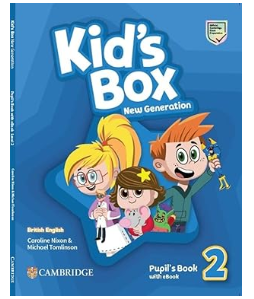 Kid's
Box
New Generation
British English
Caroline Nixon &
Michael Tomlinson
CAMBRIDGE
Pupil's Book
with eBook
2